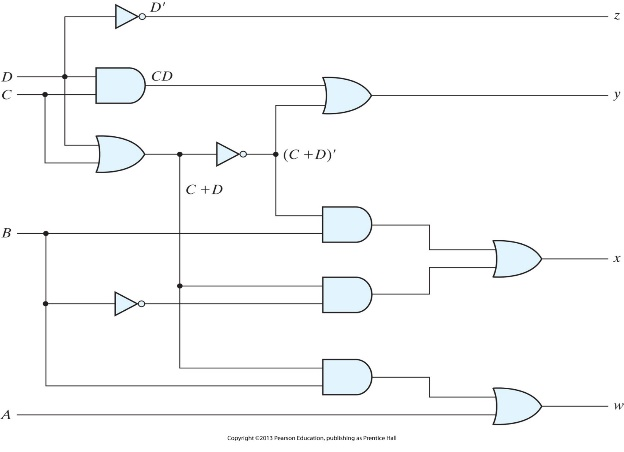 D'
z
D
CD
C
y
(C + D)'
C + D
B
x
A
w
Copyright ©2013 Pearson Education, publishing as Prentice Hall